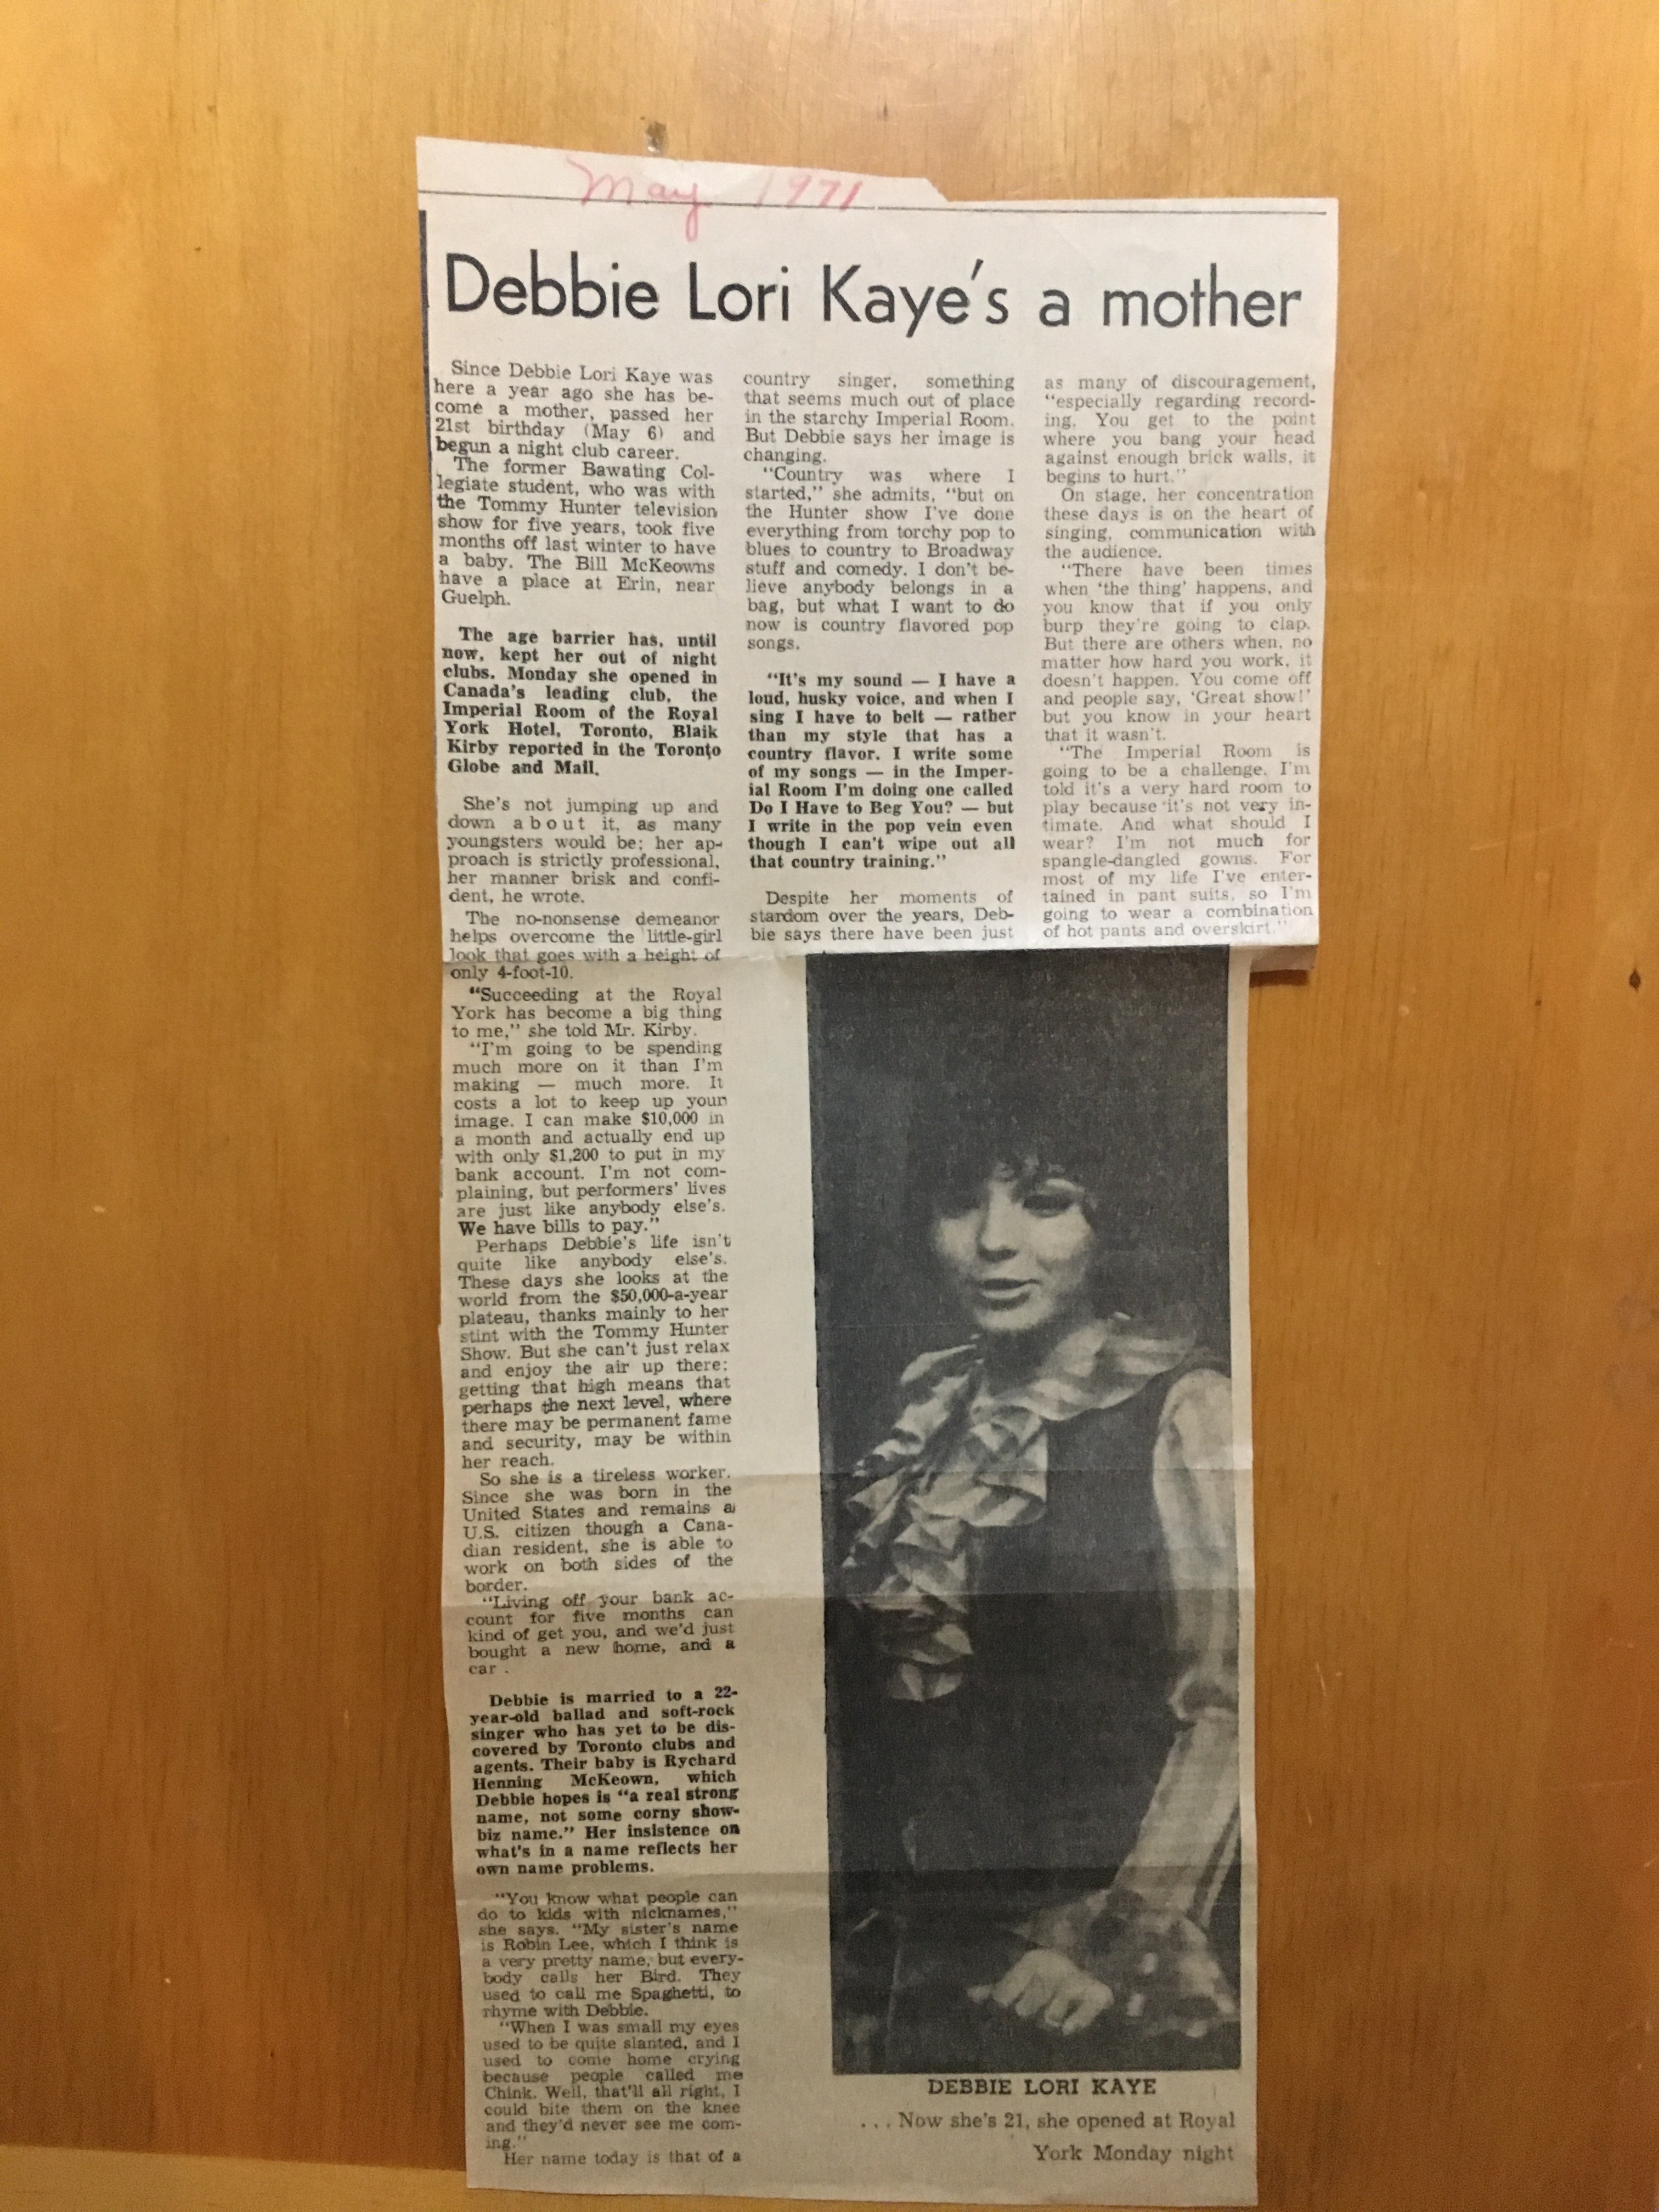 May 1971
Debbie Lori Kaye's a mother
Since Debbie Lori Kaye was
here a year ago she has be-
come a mother, passed her
21st birthday (May 6) and
begun a night club career.
The former Bawating Col-
legiate student, who was with
the Tommy Hunter television
show for five years, took five
months off last winter to have
a baby. The Bill McKeowns
have a place at Erin, near
Guelph.
The age barrier has, until
now, kept her out of night
clubs. Monday she opened in
Canada's leading club, the
Imperial Room of the Royal
York Hotel, Toronto, Blaik
Kirby reported in the Toronto
Globe and Mail.
She's not jumping up and
down about it, as many
youngsters would be; her ap-
proach is strictly professional,
her manner brisk and confi-
dent, he wrote.
The no-nonsense demeanor
helps overcome the little-girl
look that goes with a height of
only 4-foot-10.
"Succeeding at the Royal
York has become a big thing
to me," she told Mr. Kirby.
"I'm going to be spending
much more on it than I'm
making — much more. It
costs a lot to keep up your
image. I can make $10,000 in
a month and actually end up
with only $1,200 to put in my
bank account. I'm not com-
plaining, but performers' lives
are just like anybody else's.
We have bills to pay."
Perhaps Debbie's life isn't
quite like anybody else's.
These days she looks at the
world from the $50,000-a-year
plateau, thanks mainly to her
stint with the Tommy Hunter
Show. But she can't just relax
and enjoy the air up there;
getting that high means that
perhaps the next level, where
there may be permanent fame
and security, may be within
her reach.
So she is a tireless worker.
Since she was born in the
United States and remains a
U.S. citizen though a Cana-
dian resident, she is able to
work on both sides of the
border.
"Living off your bank ac-
count for five months can
kind of get you, and we'd just
bought a new home, and a
car .
Debbie is married to a 22-
year-old ballad and soft-rock
singer who has yet to be dis-
covered by Toronto clubs and
agents. Their baby is Rychard
Henning McKeown, which
Debbie hopes is "a real strong
name, not some corny show-
biz name." Her insistence on
what's in a name reflects her
own name problems.
"You know what people can
do to kids with nicknames,"
she says. "My sister's name
is Robin Lee, which I think is
a very pretty name, but every-
body calls her Bird. They
used to call me Spaghetti, to
rhyme with Debbie.
"When I was small my eyes
used to be quite slanted, and I
used to come home crying
because people called me
Chink. Well, that'll all right, I
could bite them on the knee
and they'd never see me com-
ing."
Her name today is that of a
country singer, something
that seems much out of place
in the starchy Imperial Room.
But Debbie says her image is
changing.
"Country was where I
started," she admits, "but on
the Hunter show I've done
everything from torchy pop to
blues to country to Broadway
stuff and comedy. I don't be-
lieve anybody belongs in a
bag, but what I want to do
now is country flavored pop
songs.
"It's my sound — I have a
loud, husky voice, and when I
sing I have to belt — rather
than my style that has a
country flavor. I write some
of my songs — in the Imper-
ial Room I'm doing one called
Do I Have to Beg You? — but
I write in the pop vein even
though I can't wipe out all
that country training."
Despite her moments of
stardom over the years, Deb-
bie says there have been just
as many of discouragement,
"especially regarding record-
ing. You get to the point
where you bang your head
against enough brick walls, it
begins to hurt."
On stage, her concentration
these days is on the heart of
singing, communication with
the audience.
"There have been times
when 'the thing' happens, and
you know that if you only
burp they're going to clap.
But there are others when, no
matter how hard you work, it
doesn't happen. You come off
and people say, 'Great show!'
but you know in your heart
that it wasn't.
"The Imperial Room is
going to be a challenge. I'm
told it's a very hard room to
play because it's not very in-
timate. And what should I
wear? I'm not much for
spangle-dangled gowns. For
most of my life I've enter-
tained in pant suits, so I'm
going to wear a combination
of hot pants and overskirt."
DEBBIE LORI KAYE
... Now she's 21, she opened at Royal
York Monday night